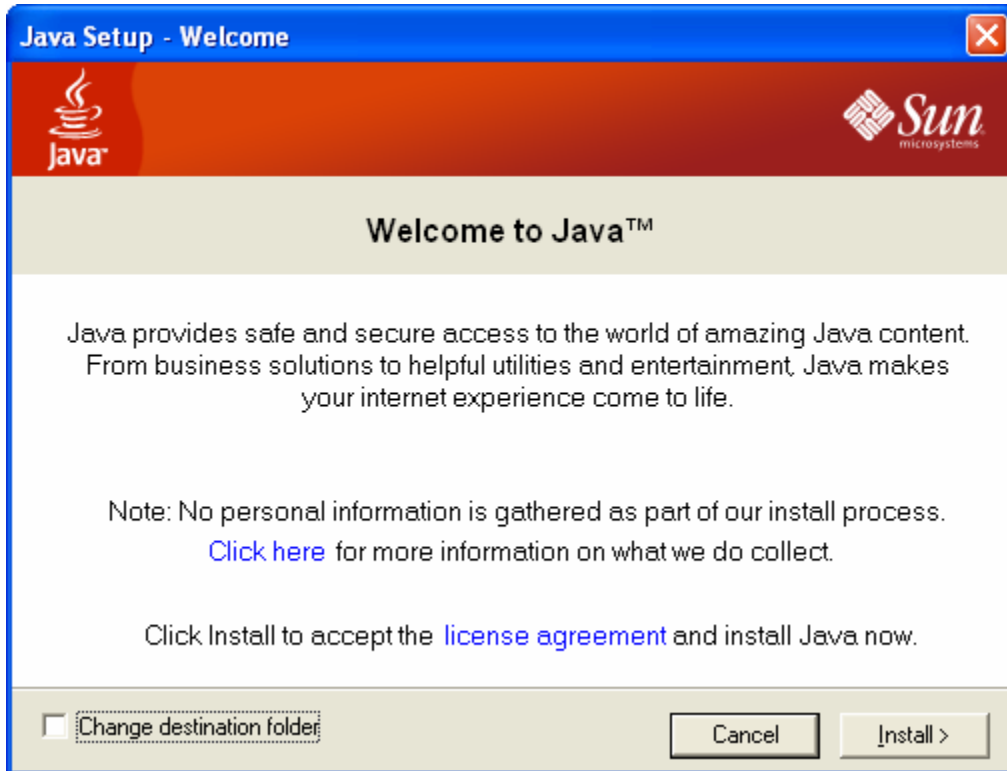 Java Setup - Welcome
Java™
Sun
microsystems
Welcome to Java™
Java provides safe and secure access to the world of amazing Java content.
From business solutions to helpful utilities and entertainment, Java makes
your internet experience come to life.
Note: No personal information is gathered as part of our install process.
Click here for more information on what we do collect.
Click Install to accept the license agreement and install Java now.
Change destination folder
Cancel
Install >